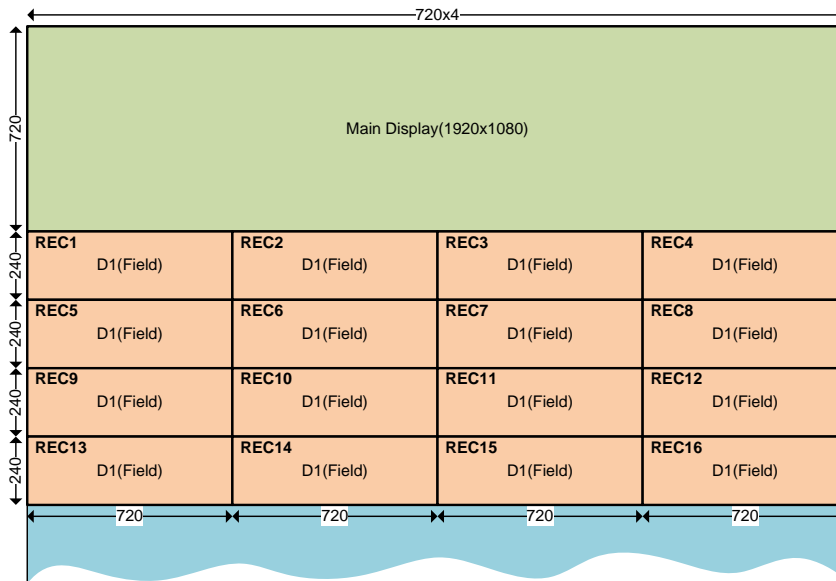 720x4
720
Main Display(1920x1080)
REC1 REC2 REC3 REC4
240
D1(Field) D1(Field) D1(Field) D1(Field)
REC5 REC6 REC7 REC8
240
D1(Field) D1(Field) D1(Field) D1(Field)
REC9 REC10 REC11 REC12
240
D1(Field) D1(Field) D1(Field) D1(Field)
REC13 REC14 REC15 REC16
240
D1(Field) D1(Field) D1(Field) D1(Field)
720 720 720 720